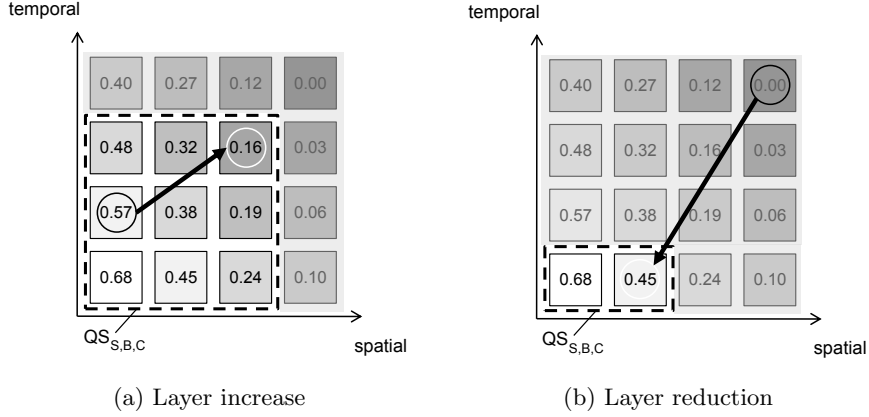 temporal
0.40 0.27 0.12 0.00
0.48 0.32 0.16 0.03
0.57 0.38 0.19 0.06
0.68 0.45 0.24 0.10
QS S,B,C
spatial
(a) Layer increase
temporal
0.40 0.27 0.12 0.00
0.48 0.32 0.16 0.03
0.57 0.38 0.19 0.06
0.68 0.45 0.24 0.10
QS S,B,C
spatial
(b) Layer reduction